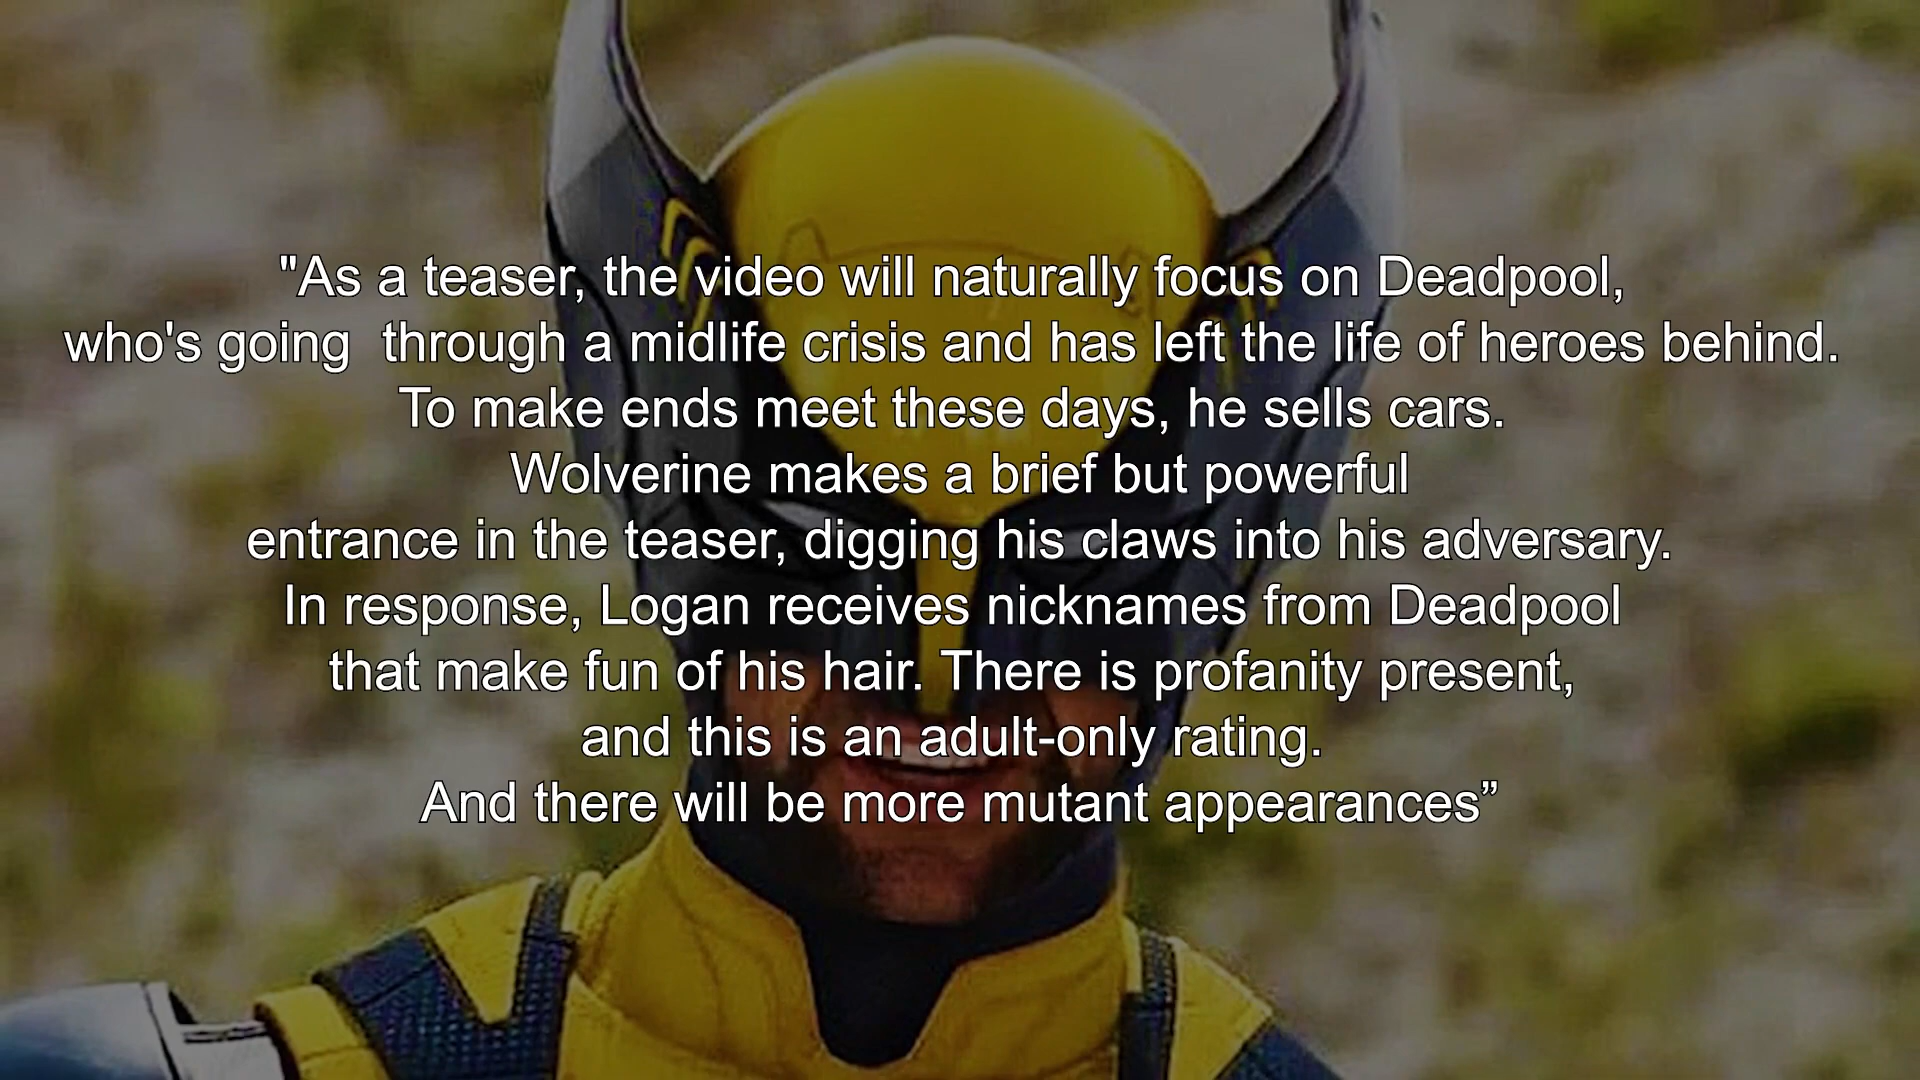 "As a teaser, the video will naturally focus on Deadpool,
who's going  through a midlife crisis and has left the life of heroes behind.
To make ends meet these days, he sells cars.
Wolverine makes a brief but powerful
entrance in the teaser, digging his claws into his adversary.
In response, Logan receives nicknames from Deadpool
that make fun of his hair. There is profanity present,
and this is an adult-only rating.
And there will be more mutant appearances”